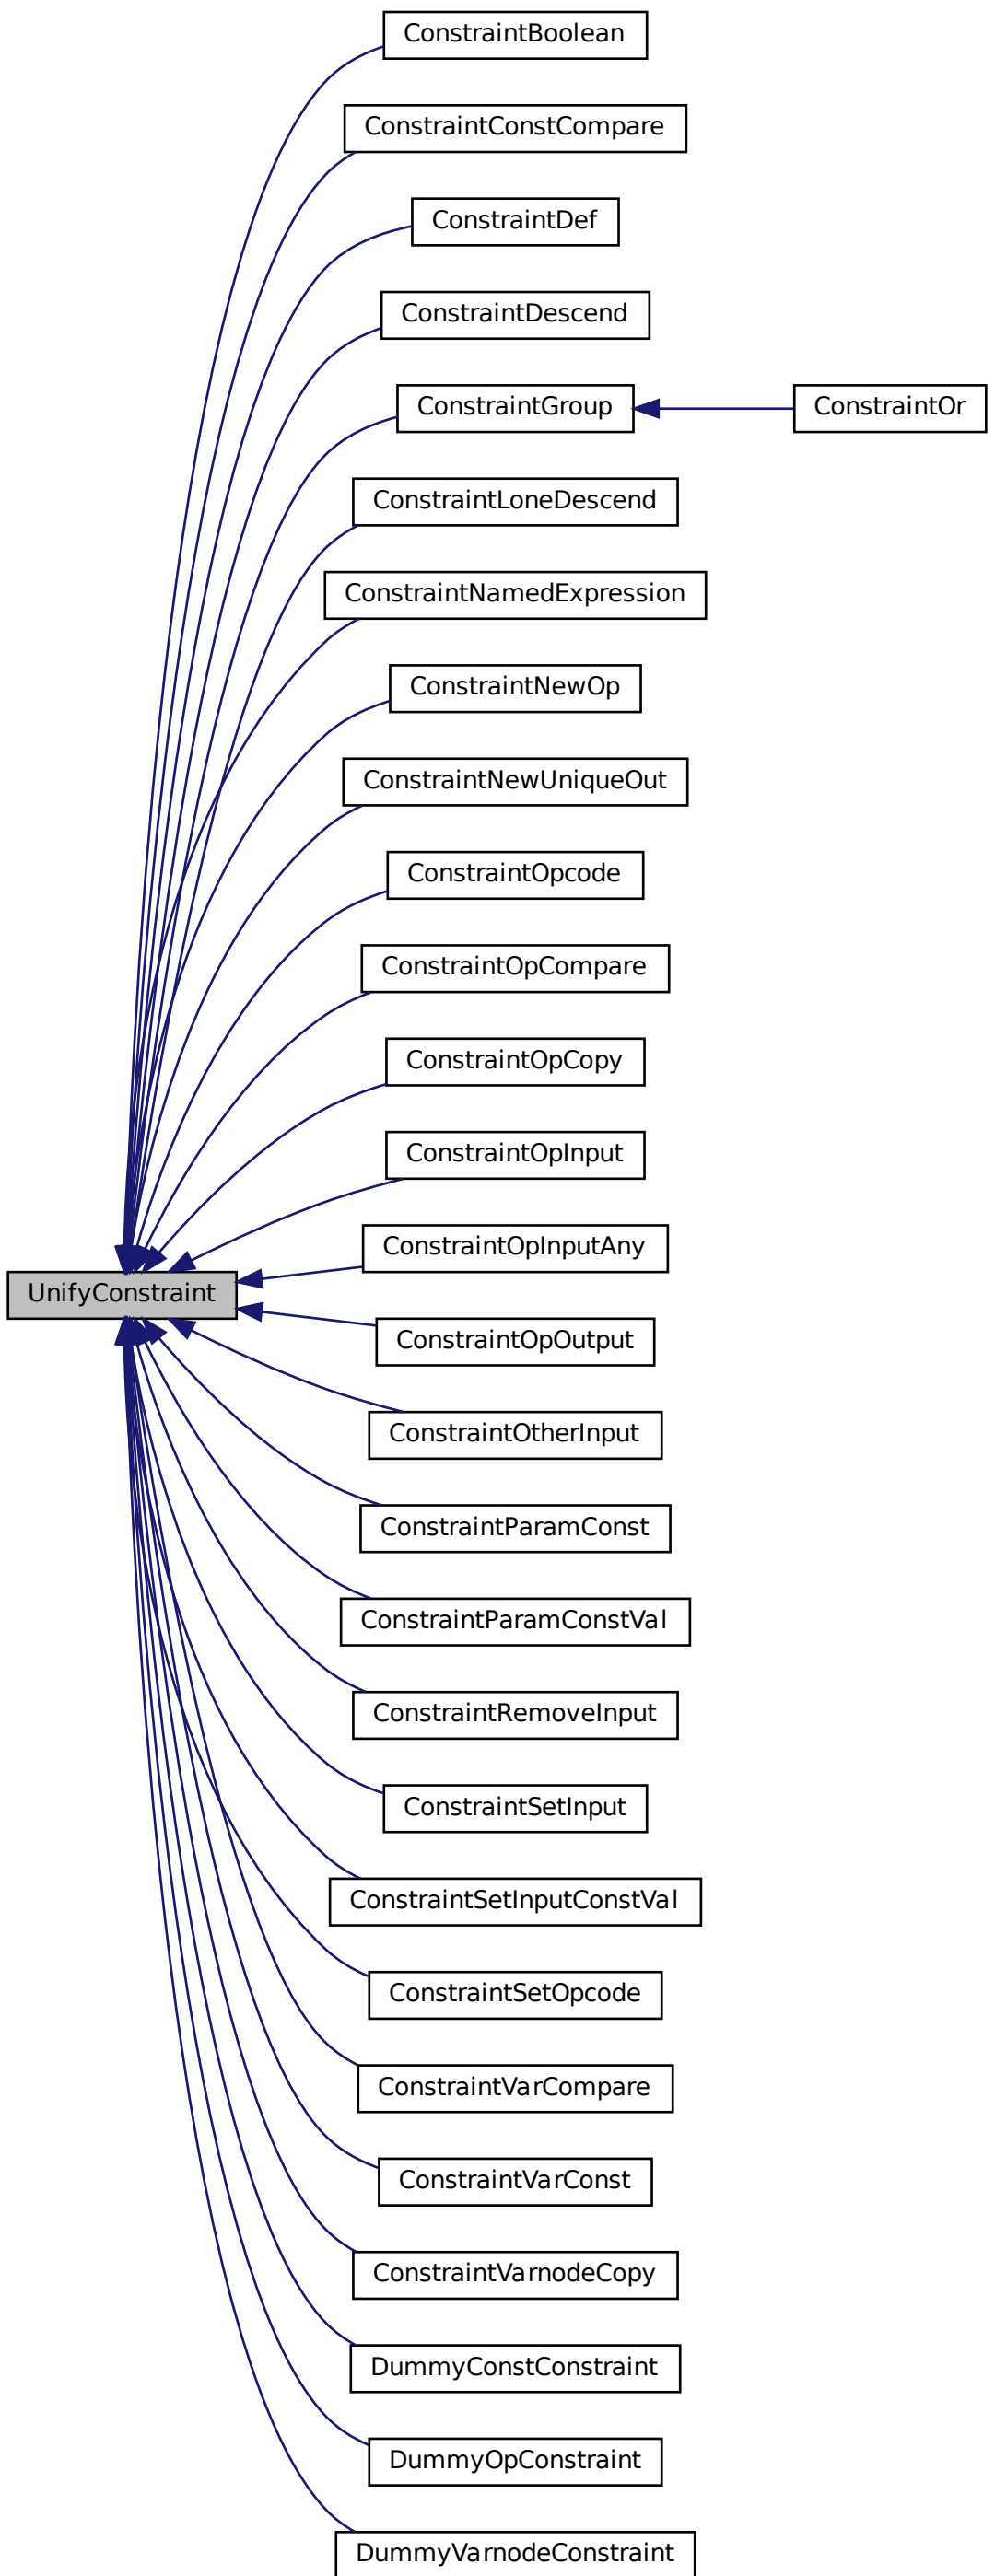 ConstraintBoolean
ConstraintConstCompare
ConstraintDef
ConstraintDescend
ConstraintGroup
ConstraintOr
ConstraintLoneDescend
ConstraintNamedExpression
ConstraintNewOp
ConstraintNewUniqueOut
ConstraintOpcode
ConstraintOpCompare
ConstraintOpCopy
ConstraintOpInput
ConstraintOpInputAny
UnifyConstraint
ConstraintOpOutput
ConstraintOtherInput
ConstraintParamConst
ConstraintParamConstVal
ConstraintRemoveInput
ConstraintSetInput
ConstraintSetInputConstVal
ConstraintSetOpcode
ConstraintVarCompare
ConstraintVarConst
ConstraintVarnodeCopy
DummyConstConstraint
DummyOpConstraint
DummyVarnodeConstraint